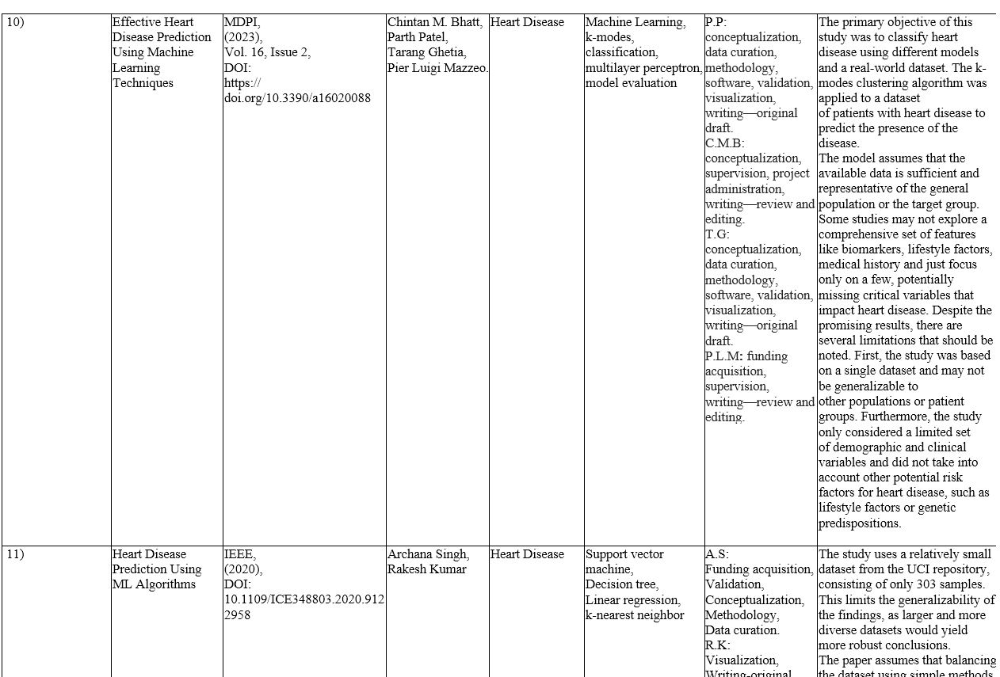 10)
Effective Heart
Disease Prediction
Using Machine
Learning
Techniques
MDPI,
(2023),
Vol. 16, Issue 2,
DOI:
https://
doi.org/10.3390/a16020088
Chintan M. Bhatt,
Parth Patel,
Tarang Ghetia,
Pier Luigi Mazzeo.
Heart Disease
Machine Learning,
k-modes,
classification,
multilayer perceptron,
model evaluation
P.P:
conceptualization,
data curation,
methodology,
software, validation,
visualization,
writing—original
draft.
C.M.B:
conceptualization,
supervision, project
administration,
writing—review and
editing.
T.G:
conceptualization,
data curation,
methodology,
software, validation,
visualization,
writing—original
draft.
P.L.M: funding
acquisition,
supervision,
writing—review and
editing.
The primary objective of this
study was to classify heart
disease using different models
and a real-world dataset. The k-
modes clustering algorithm was
applied to a dataset
of patients with heart disease to
predict the presence of the
disease.
The model assumes that the
available data is sufficient and
representative of the general
population or the target group.
Some studies may not explore a
comprehensive set of features
like biomarkers, lifestyle factors,
medical history and just focus
only on a few, potentially
missing critical variables that
impact heart disease. Despite the
promising results, there are
several limitations that should be
noted. First, the study was based
on a single dataset and may not
be generalizable to
other populations or patient
groups. Furthermore, the study
only considered a limited set
of demographic and clinical
variables and did not take into
account other potential risk
factors for heart disease, such as
lifestyle factors or genetic
predispositions.
11)
Heart Disease
Prediction Using
ML Algorithms
IEEE,
(2020),
DOI:
10.1109/ICE348803.2020.912
2958
Archana Singh,
Rakesh Kumar
Heart Disease
Support vector
machine,
Decision tree,
Linear regression,
k-nearest neighbor
A.S:
Funding acquisition,
Validation,
Conceptualization,
Methodology,
Data curation.
R.K:
Visualization,
Writing-original
The study uses a relatively small
dataset from the UCI repository,
consisting of only 303 samples.
This limits the generalizability of
the findings, as larger and more
diverse datasets would yield
more robust conclusions.
The paper assumes that balancing
the dataset using simple methods